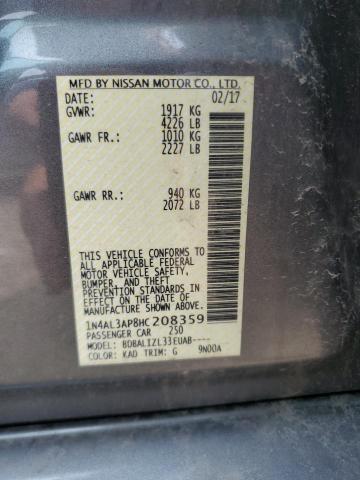 MFD BY NISSAN MOTOR CO., LTD.
DATE: 02/17
GVWR: 1917 KG
4226 LB
GAWR FR: 1010 KG
2227 LB
GAWR RR: 940 KG
2072 LB
THIS VEHICLE CONFORMS TO
ALL APPLICABLE FEDERAL
MOTOR VEHICLE SAFETY,
BUMPER, AND THEFT
PREVENTION STANDARDS IN
EFFECT ON THE DATE OF
MANUFACTURE SHOWN ABOVE.
1N4AL3AP8HC208359
PASSENGER CAR 250
MODEL: BDBALIZL33EUAB----
COLOR: KAD TRIM: G 9N00A